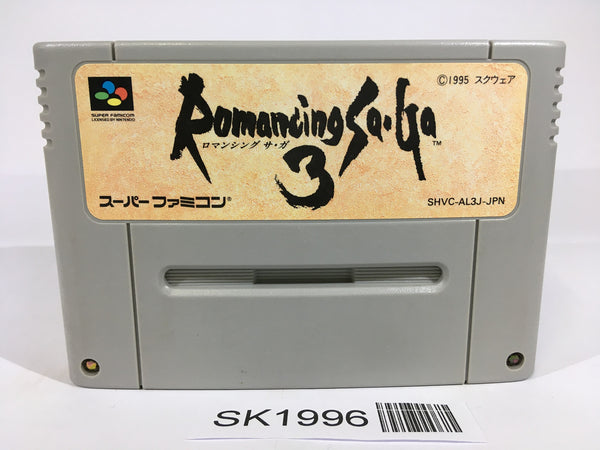 SUPER FAMICOM
LICENSED BY NINTENDO
©1995 スクウェア
Romancing Sa·Ga™
ロマンシング サ・ガ
3
スーパーファミコン®
SHVC-AL3J-JPN
SK1996